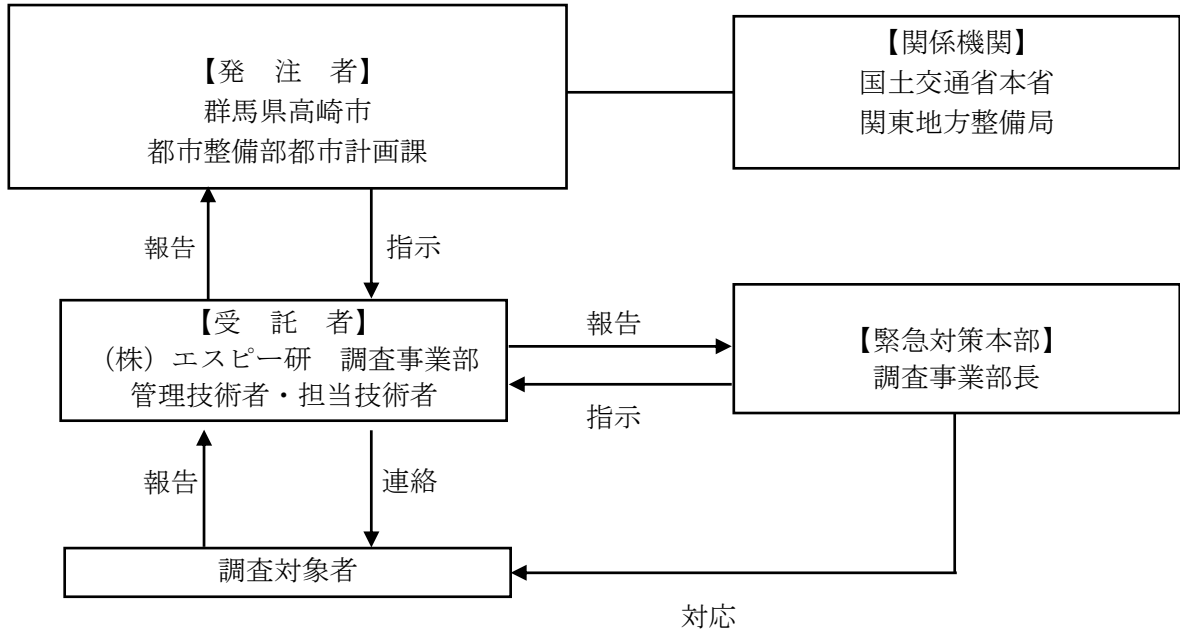 【発　注　者】
群馬県高崎市
都市整備部都市計画課
【関係機関】
国土交通省本省
関東地方整備局
報告
指示
【受　託　者】
（株）エスピー研　調査事業部
管理技術者・担当技術者
報告
指示
【緊急対策本部】
調査事業部長
報告
連絡
調査対象者
対応